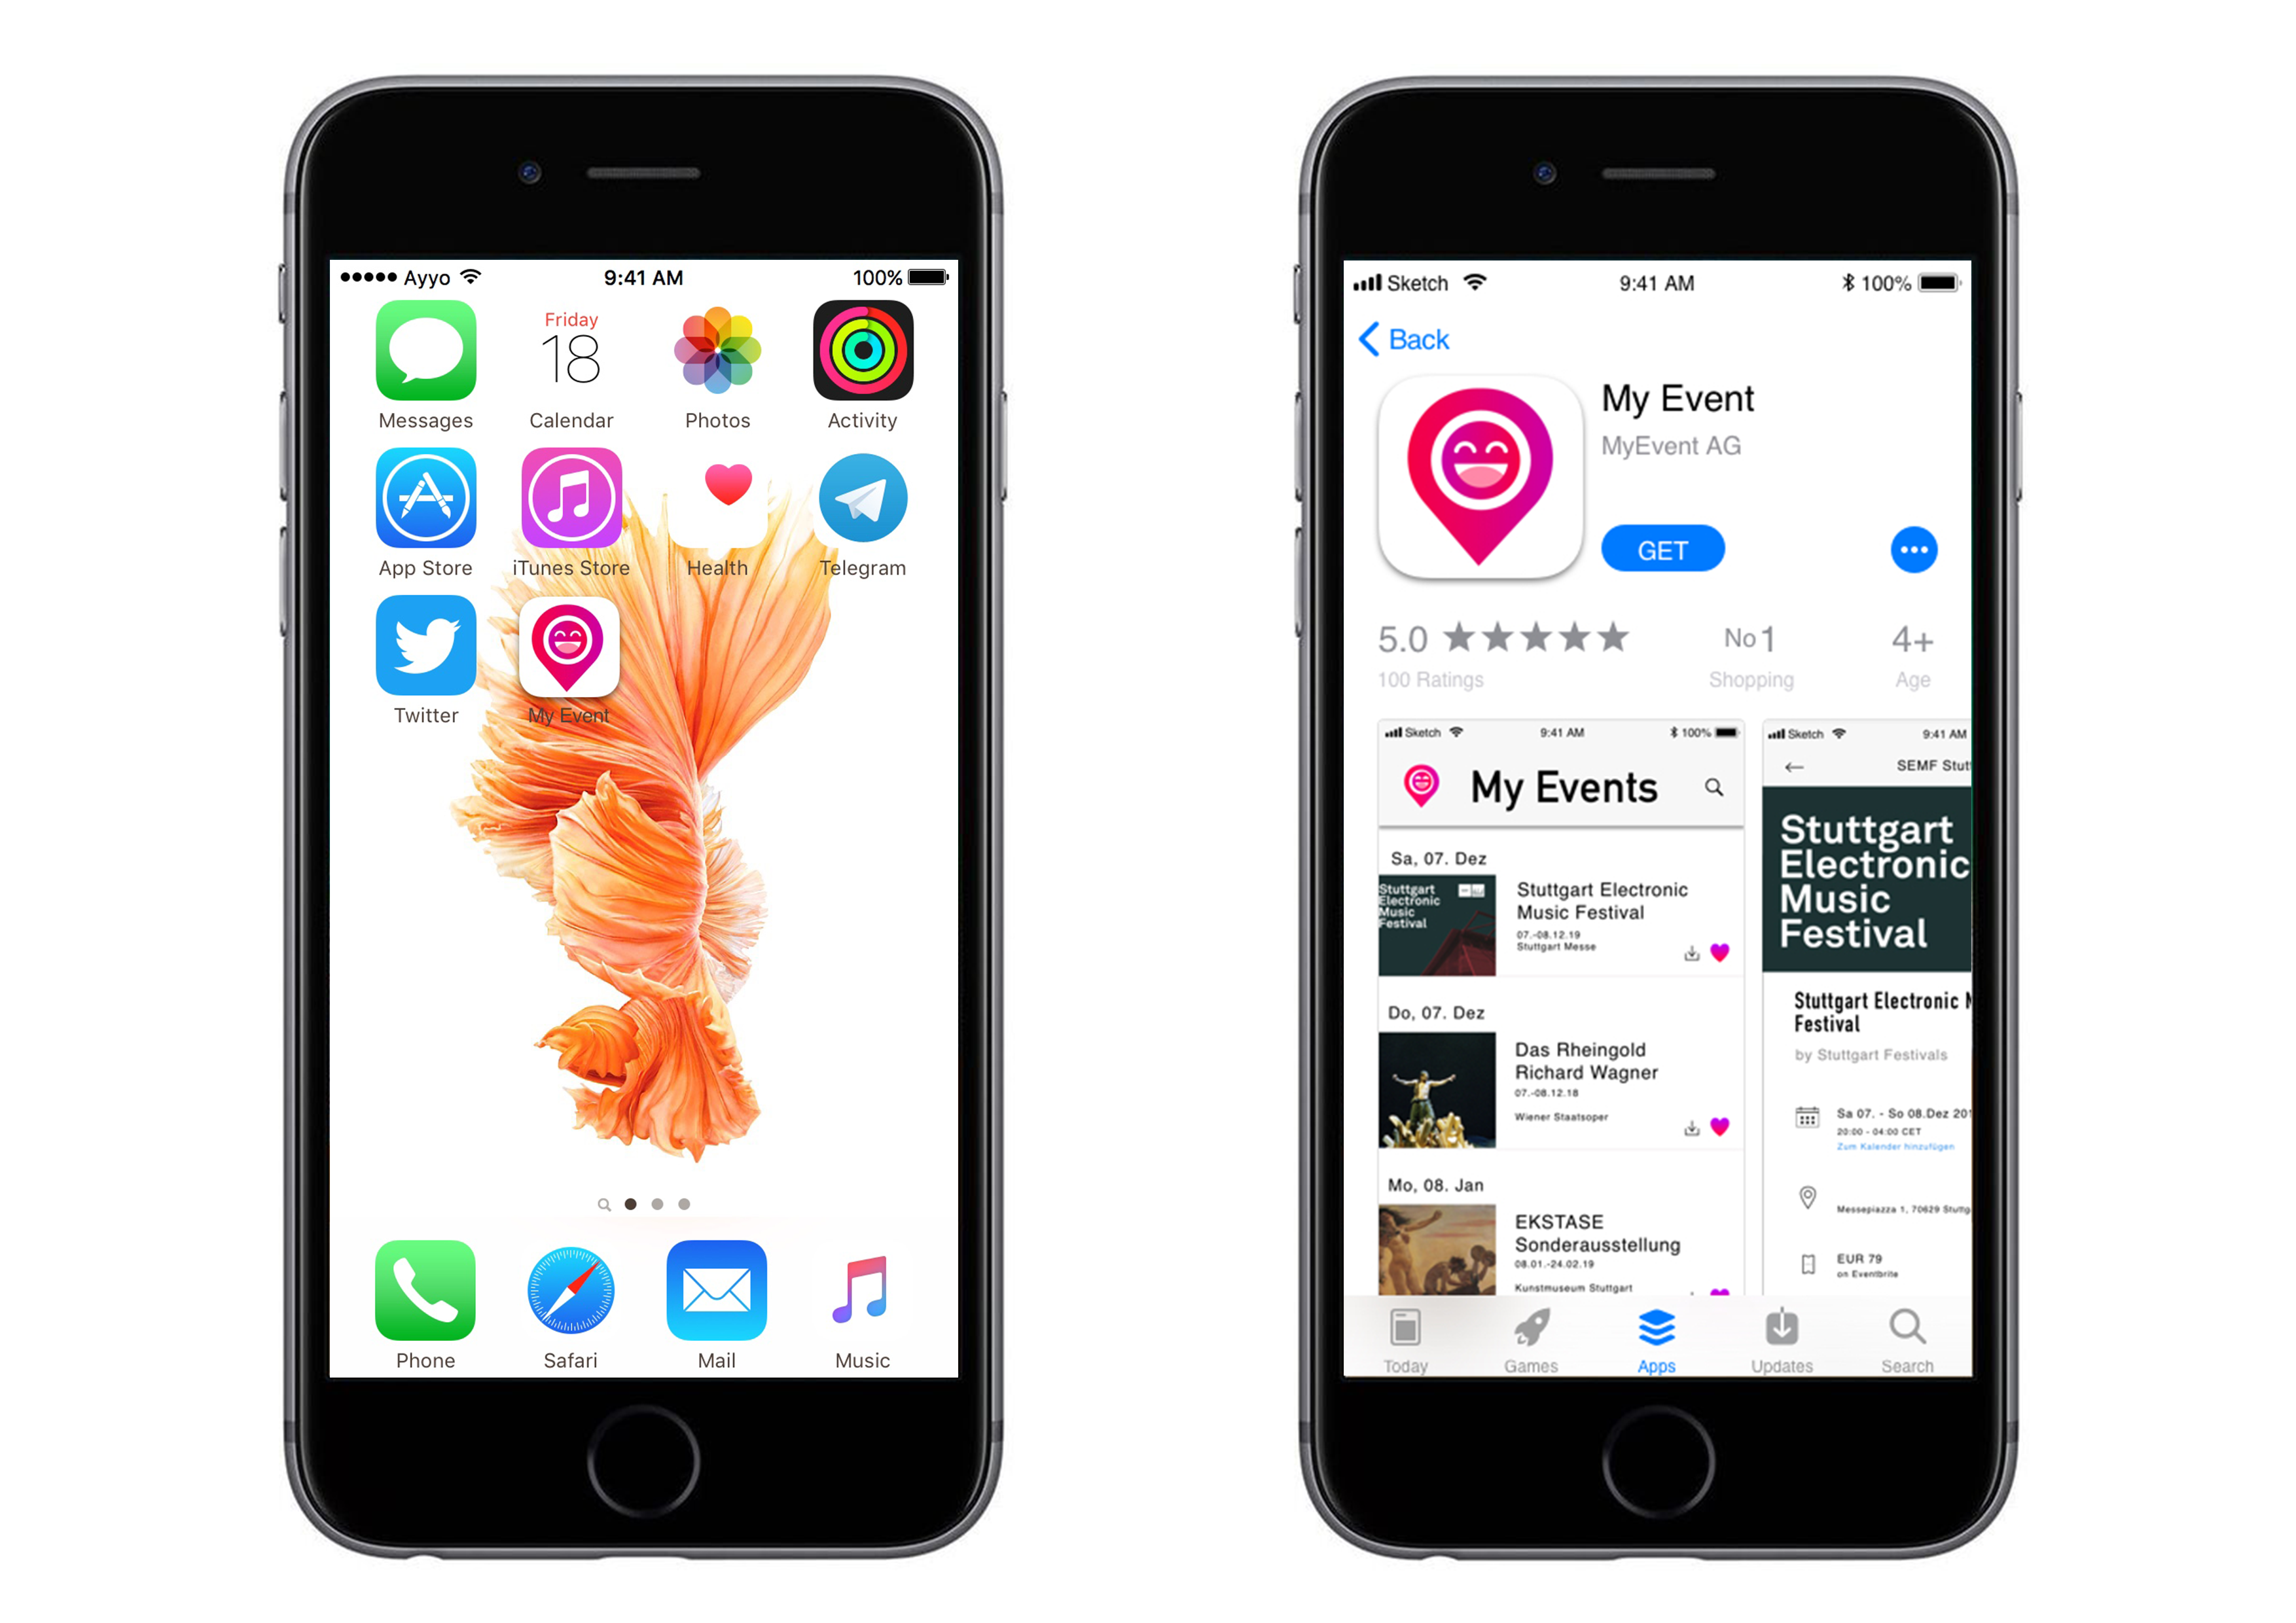 Ayyo 9:41 AM 100%
Friday
18
Messages Calendar Photos Activity
App Store iTunes Store Health Telegram
Twitter My Event
Phone Safari Mail Music
Sketch 9:41 AM 100%
Back
My Event
MyEvent AG
GET
5.0 No 1 4+
100 Ratings Shopping Age
Sketch 9:41 AM 100%
My Events
Sa, 07. Dez
Stuttgart
Electronic
Music
Festival
Stuttgart Electronic
Music Festival
07.-08.12.19
Stuttgart Messe
Do, 07. Dez
Das Rheingold
Richard Wagner
07.-08.12.18
Wiener Staatsoper
Mo, 08. Jan
EKSTASE
Sonderausstellung
08.01.-24.02.19
Kunstmuseum Stuttgart
Sketch 9:41 AM
SEMF Stut
Stuttgart
Electronic
Music
Festival
Stuttgart Electronic
Festival
by Stuttgart Festivals
Sa 07. - So 08.Dez 201
20:00 - 04:00 CET
Zum Kalender hinzufügen
Messepiazza 1, 70629 Stuttg
EUR 79
on Eventbrite
Today Games Apps Updates Search